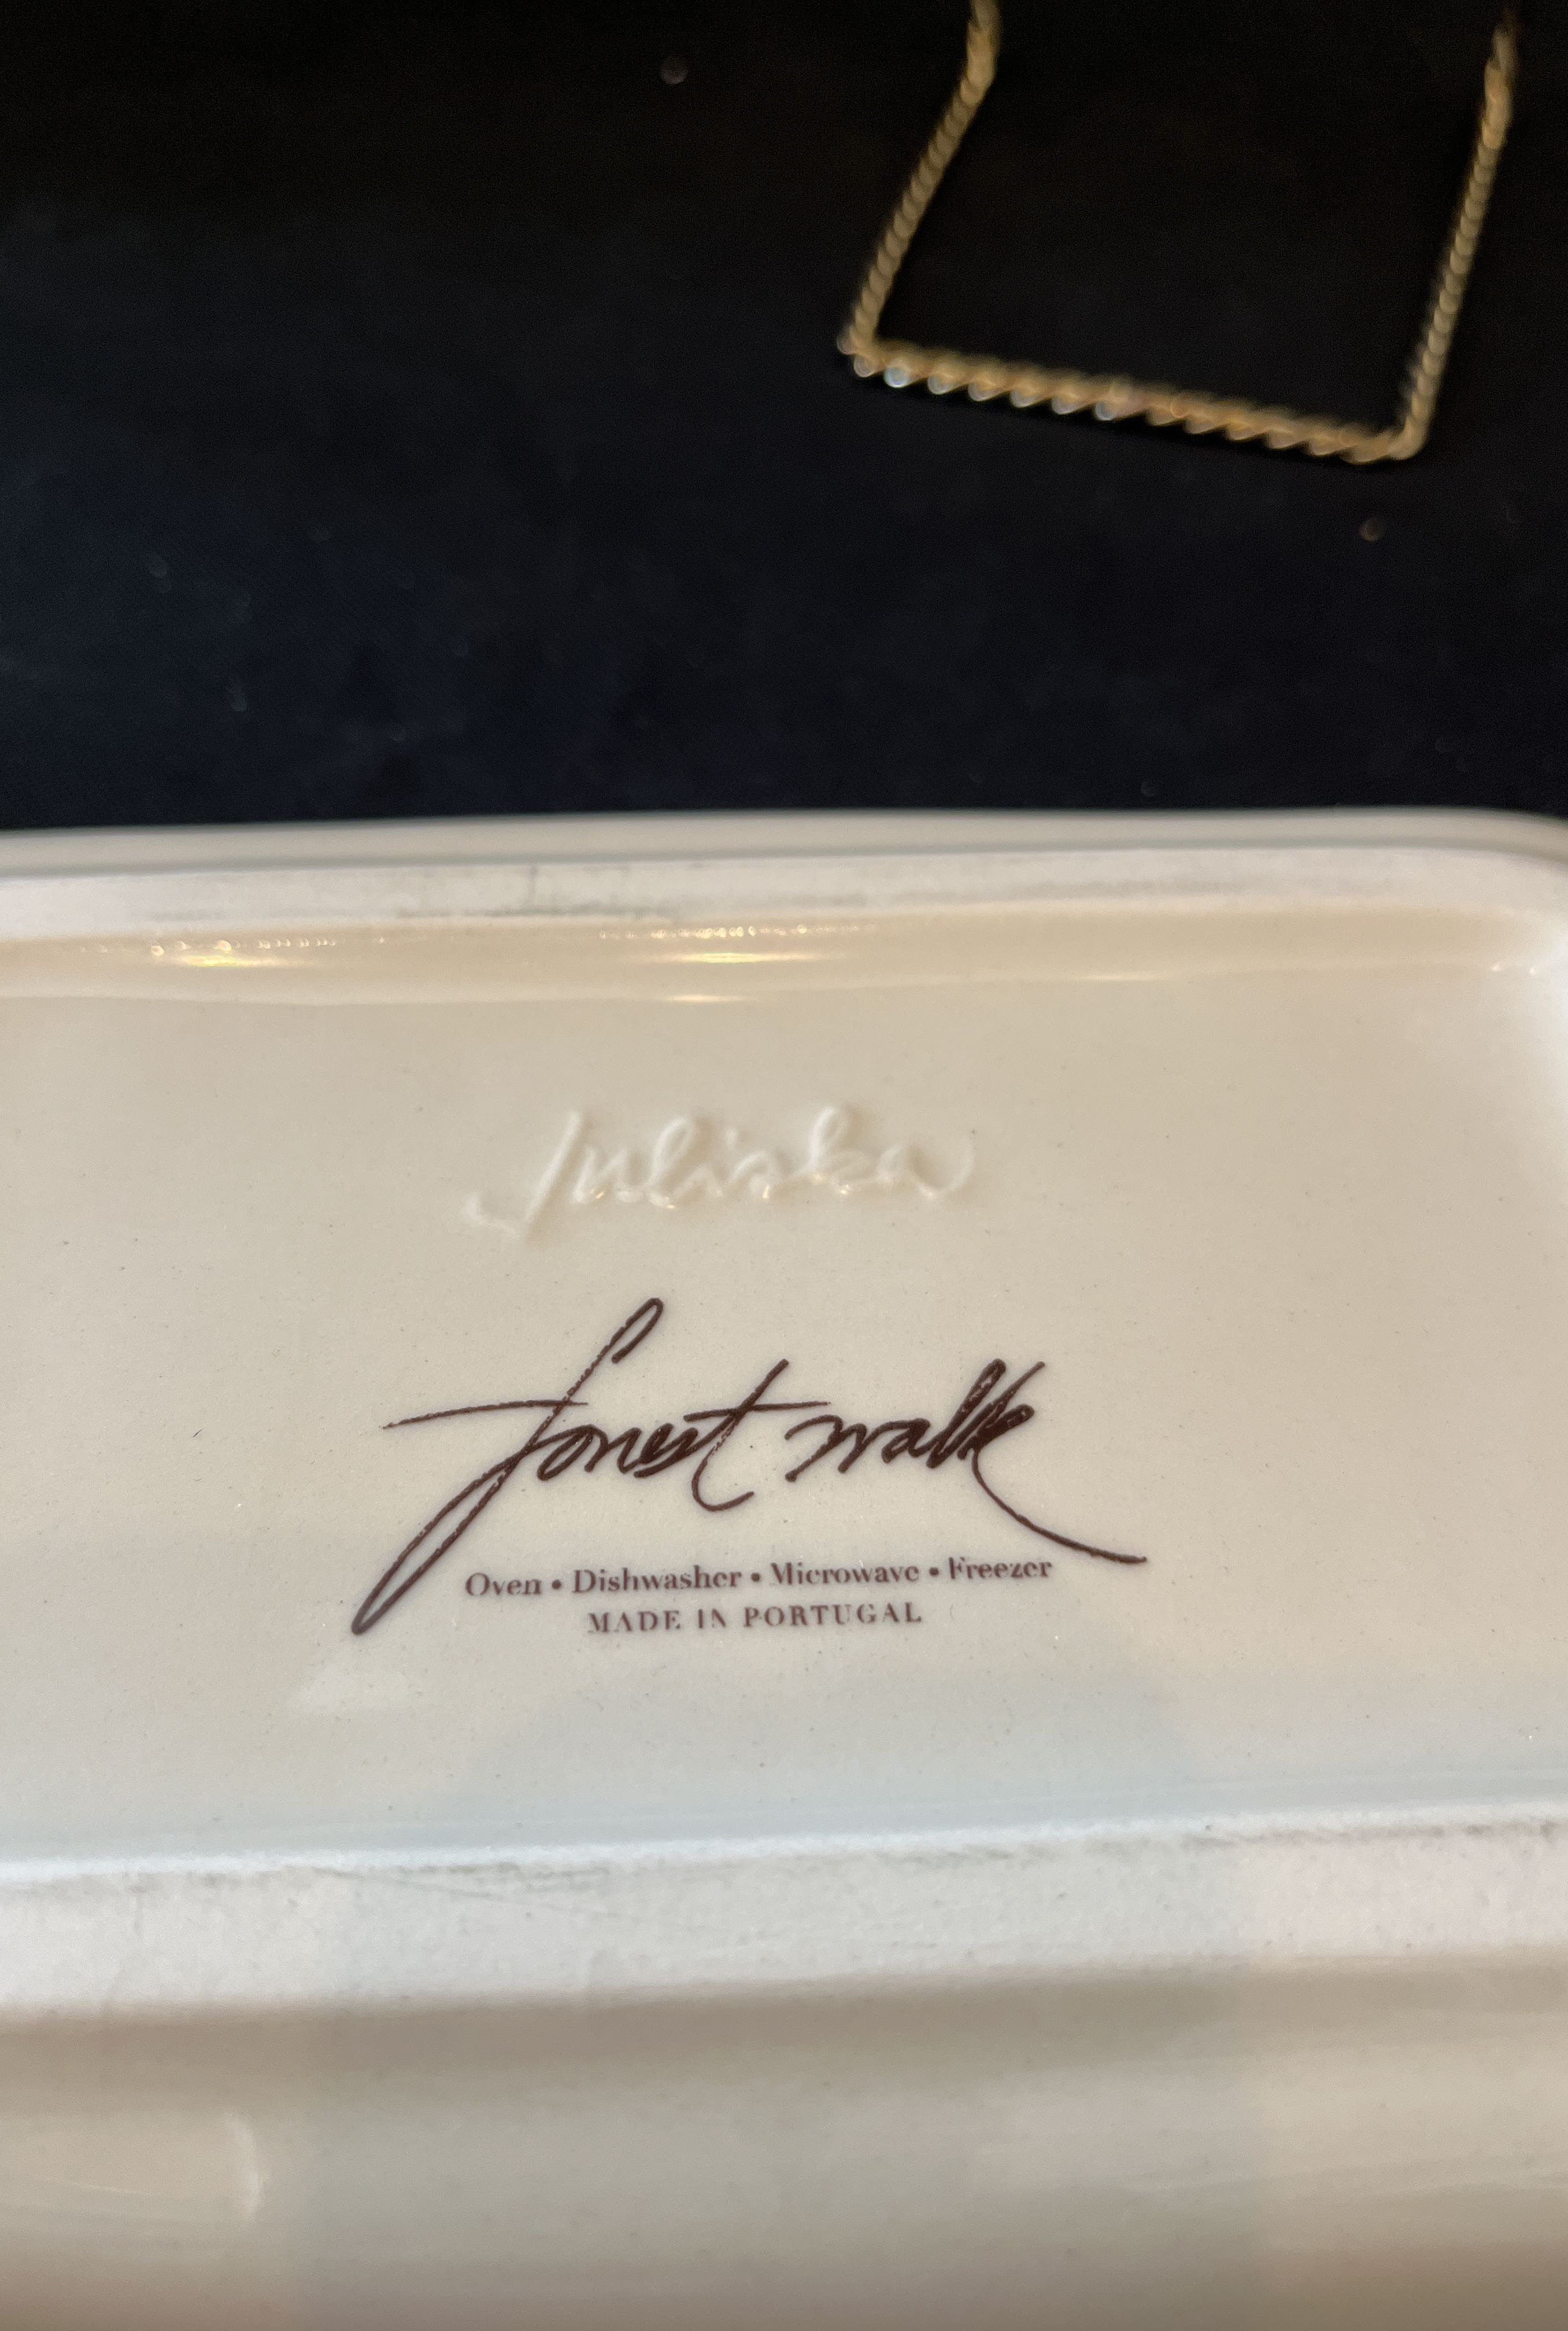 Juliska
forest walk
Oven • Dishwasher • Microwave • Freezer
MADE IN PORTUGAL